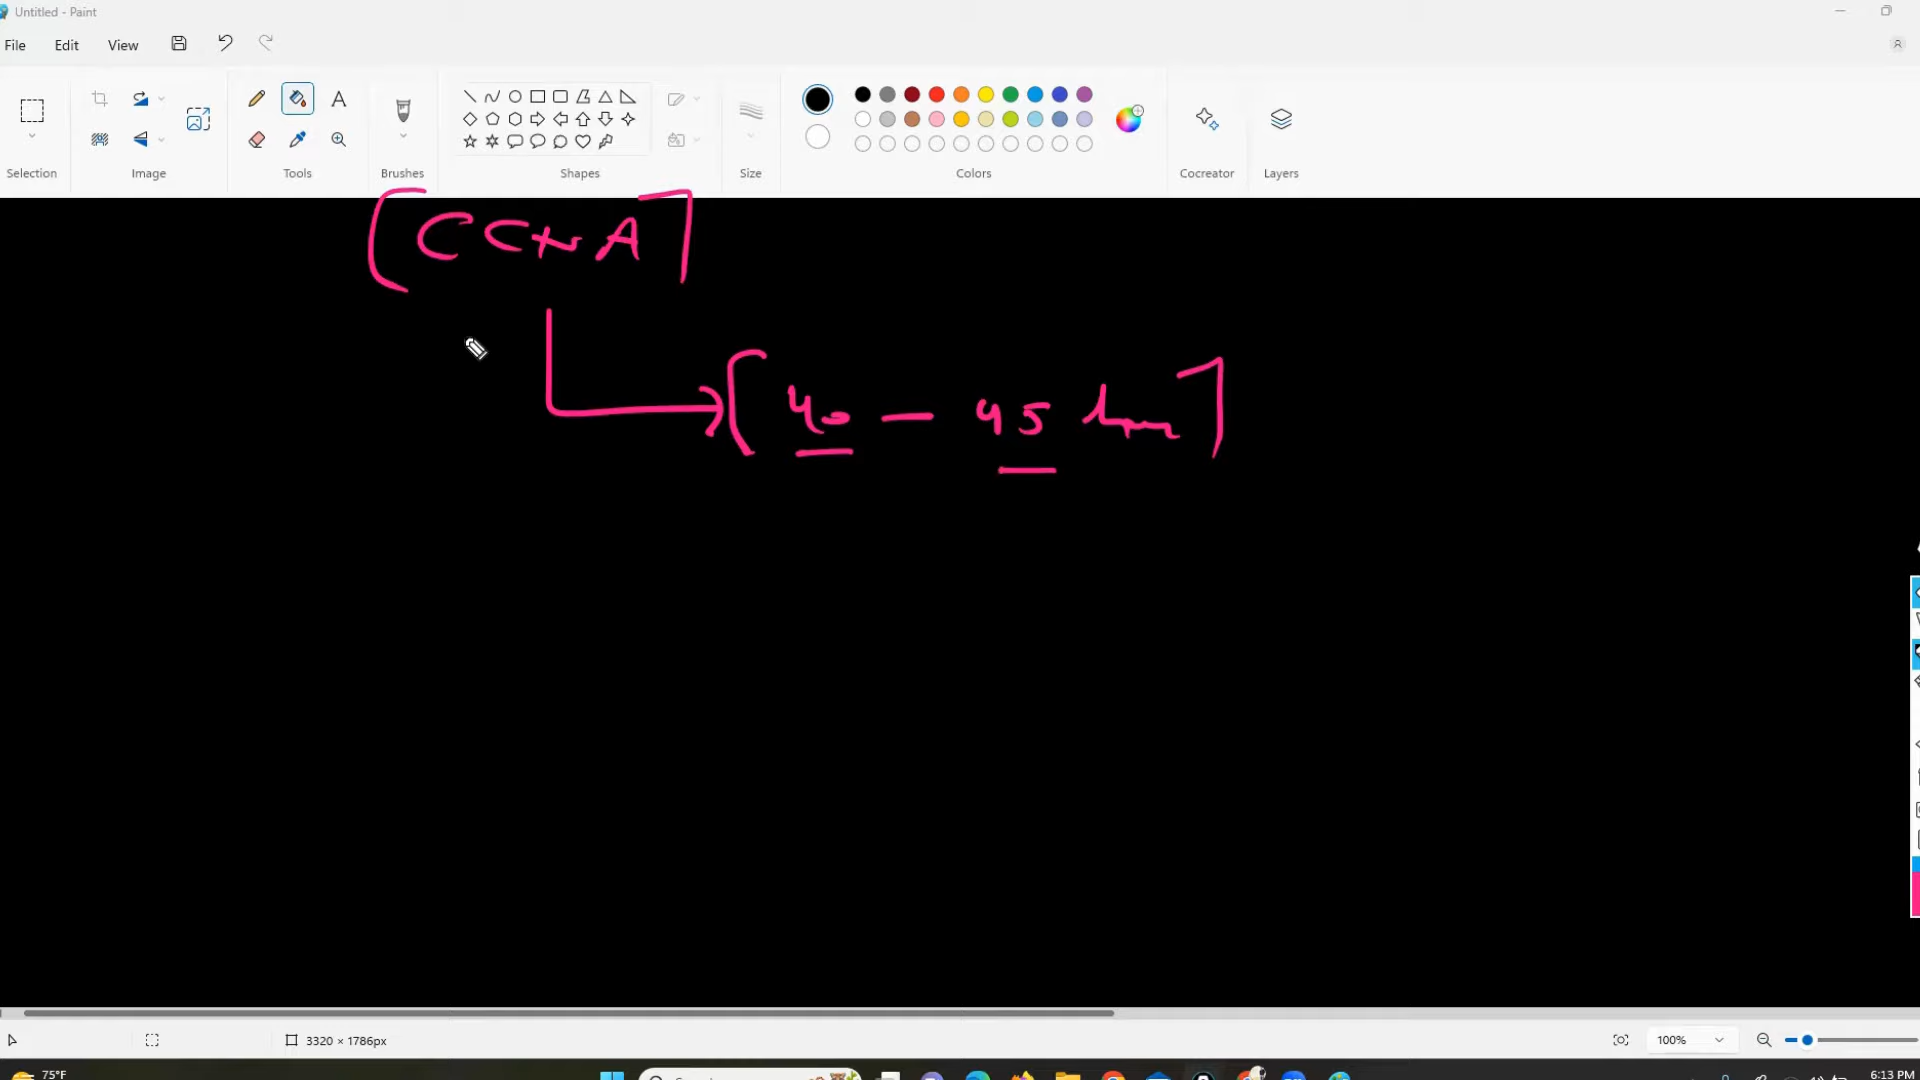 Untitled - Paint
File Edit View
Selection Image Tools Brushes Shapes Size Colors Cocreator Layers
[CCNA]
[40 - 45 hrs]
3320 × 1786px
100%
75°F
6:13 PM